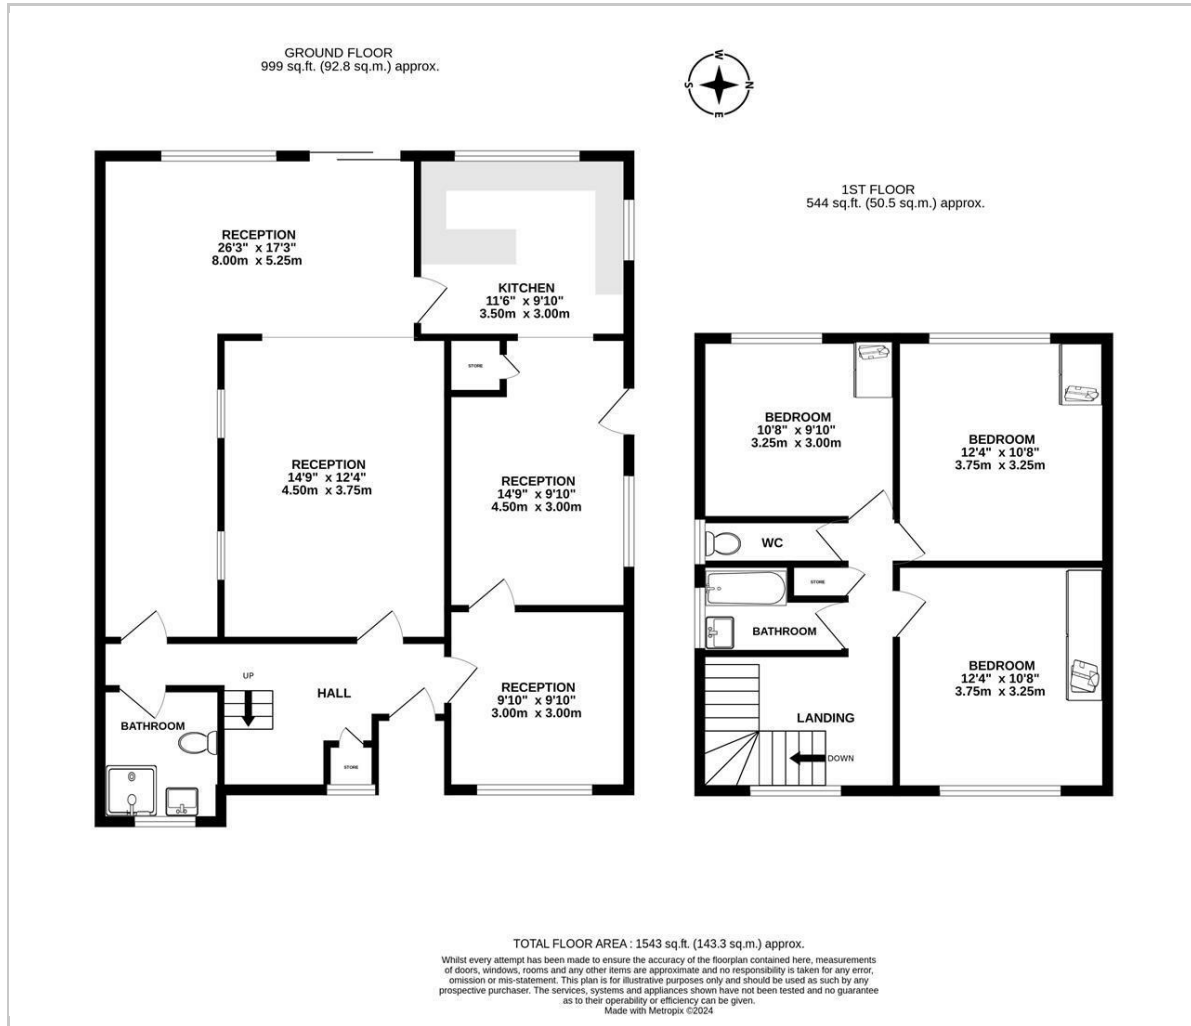 GROUND FLOOR
999 sq.ft. (92.8 sq.m.) approx.
W
S
N
E
1ST FLOOR
544 sq.ft. (50.5 sq.m.) approx.
RECEPTION
26'3" x 17'3"
8.00m x 5.25m
KITCHEN
11'6" x 9'10"
3.50m x 3.00m
STORE
RECEPTION
14'9" x 12'4"
4.50m x 3.75m
RECEPTION
14'9" x 9'10"
4.50m x 3.00m
UP
HALL
BATHROOM
STORE
RECEPTION
9'10" x 9'10"
3.00m x 3.00m
BEDROOM
10'8" x 9'10"
3.25m x 3.00m
BEDROOM
12'4" x 10'8"
3.75m x 3.25m
WC
STORE
BATHROOM
BEDROOM
12'4" x 10'8"
3.75m x 3.25m
LANDING
DOWN
TOTAL FLOOR AREA : 1543 sq.ft. (143.3 sq.m.) approx.
Whilst every attempt has been made to ensure the accuracy of the floorplan contained here, measurements
of doors, windows, rooms and any other items are approximate and no responsibility is taken for any error,
omission or mis-statement. This plan is for illustrative purposes only and should be used as such by any
prospective purchaser. The services, systems and appliances shown have not been tested and no guarantee
as to their operability or efficiency can be given.
Made with Metropix ©2024